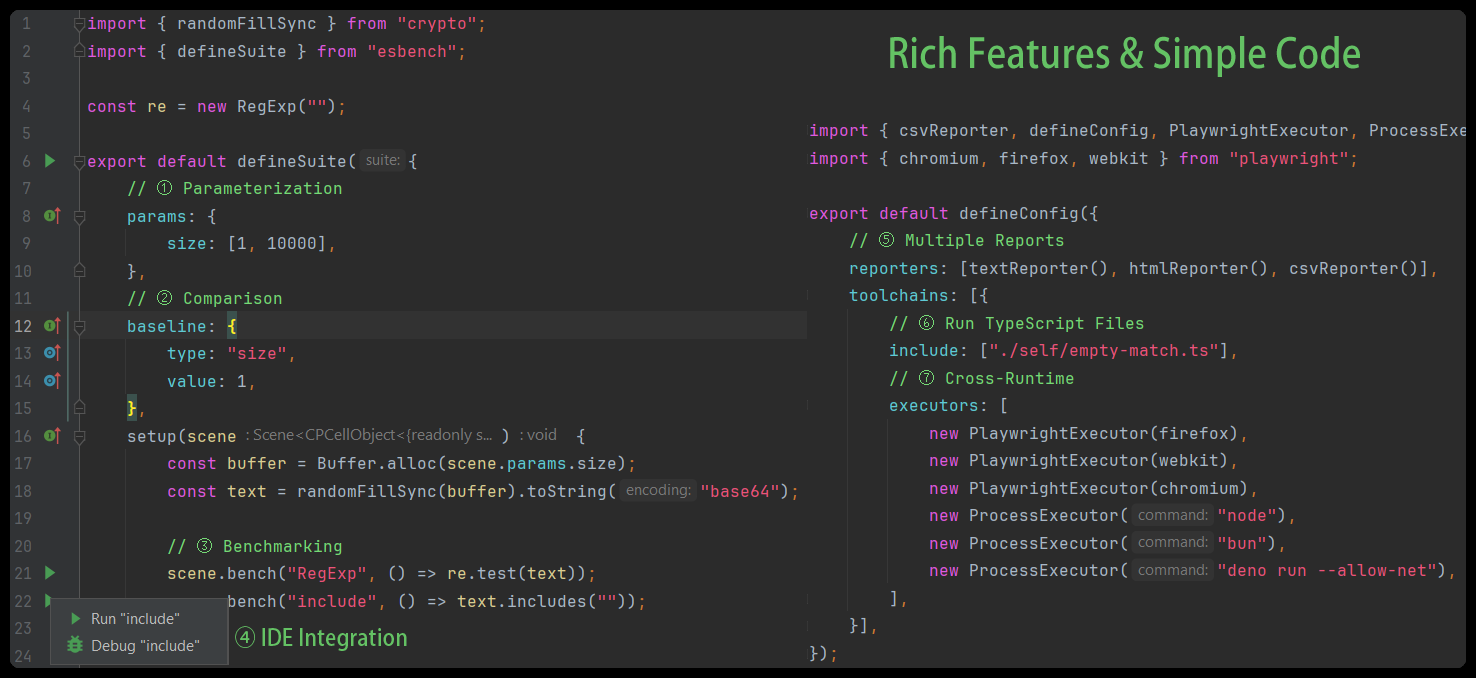 1 import { randomFillSync } from "crypto";
2 import { defineSuite } from "esbench";
3
4 const re = new RegExp("");
5
6 export default defineSuite( suite: {
7 // ① Parameterization
8 params: {
9 size: [1, 10000],
10 },
11 // ② Comparison
12 baseline: {
13 type: "size",
14 value: 1,
15 },
16 setup(scene : Scene<CPCellObject<{readonly s... ) : void {
17 const buffer = Buffer.alloc(scene.params.size);
18 const text = randomFillSync(buffer).toString( encoding: "base64");
19
20 // ③ Benchmarking
21 scene.bench("RegExp", () => re.test(text));
22 bench("include", () => text.includes(""));
23
24
Run "include"
Debug "include"
④ IDE Integration
Rich Features & Simple Code
import { csvReporter, defineConfig, PlaywrightExecutor, ProcessExe
import { chromium, firefox, webkit } from "playwright";
export default defineConfig({
// ⑤ Multiple Reports
reporters: [textReporter(), htmlReporter(), csvReporter()],
toolchains: [{
// ⑥ Run TypeScript Files
include: ["./self/empty-match.ts"],
// ⑦ Cross-Runtime
executors: [
new PlaywrightExecutor(firefox),
new PlaywrightExecutor(webkit),
new PlaywrightExecutor(chromium),
new ProcessExecutor( command: "node"),
new ProcessExecutor( command: "bun"),
new ProcessExecutor( command: "deno run --allow-net"),
],
}],
});